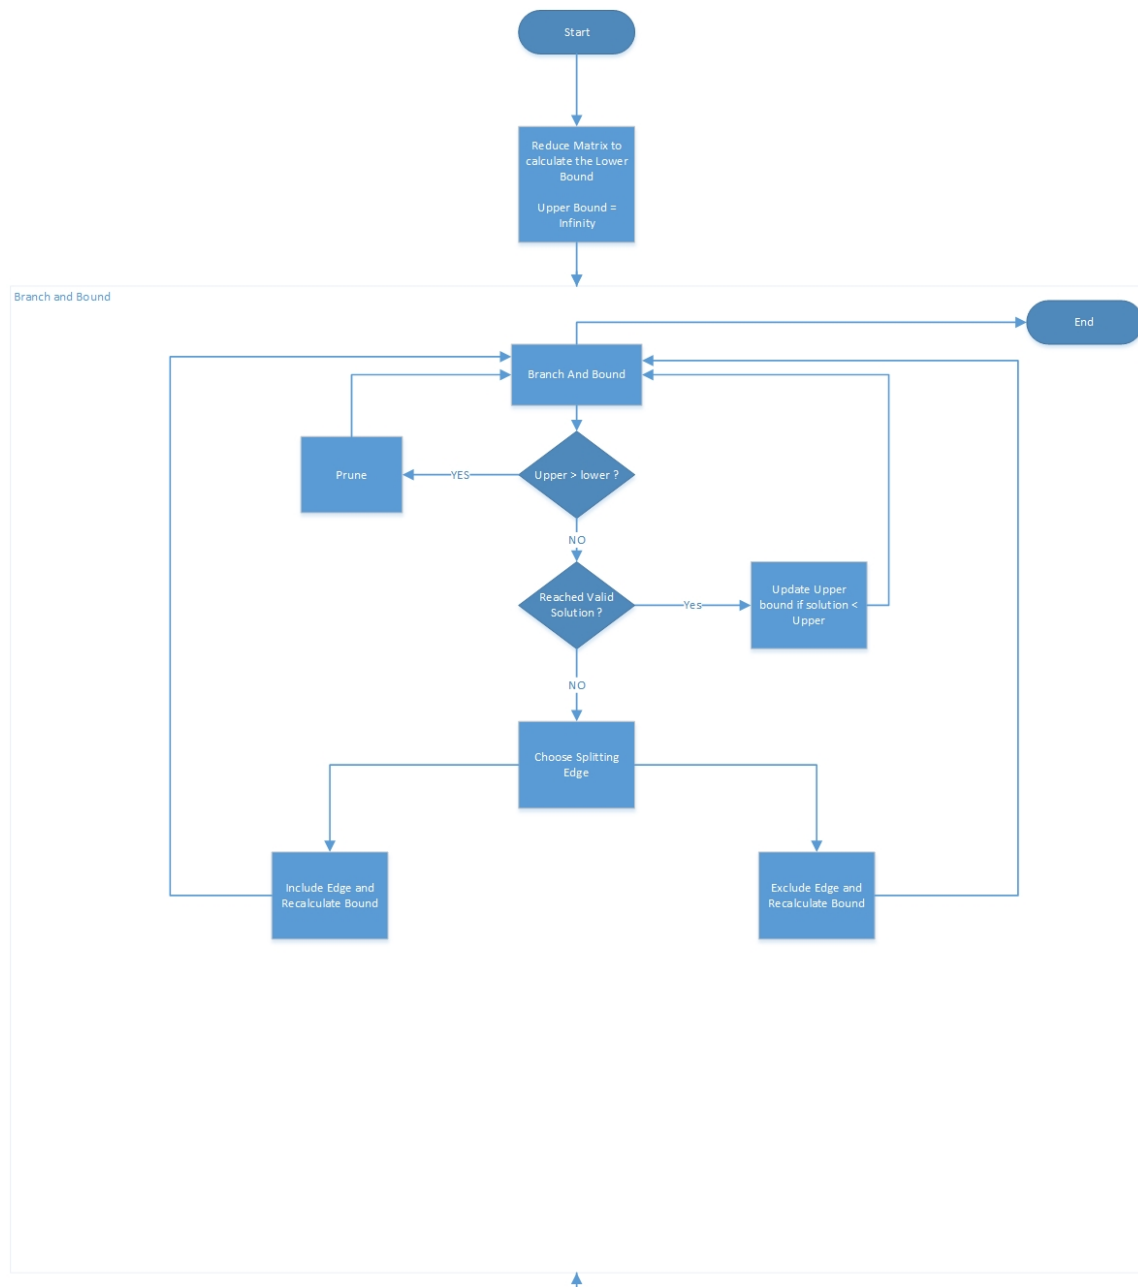 Start
Reduce Matrix to
calculate the Lower
Bound
Upper Bound =
Infinity
Branch and Bound
End
Branch And Bound
Prune
YES
Upper > lower ?
NO
Reached Valid
Solution ?
Yes
Update Upper
bound if solution <
Upper
NO
Choose Splitting
Edge
Include Edge and
Recalculate Bound
Exclude Edge and
Recalculate Bound